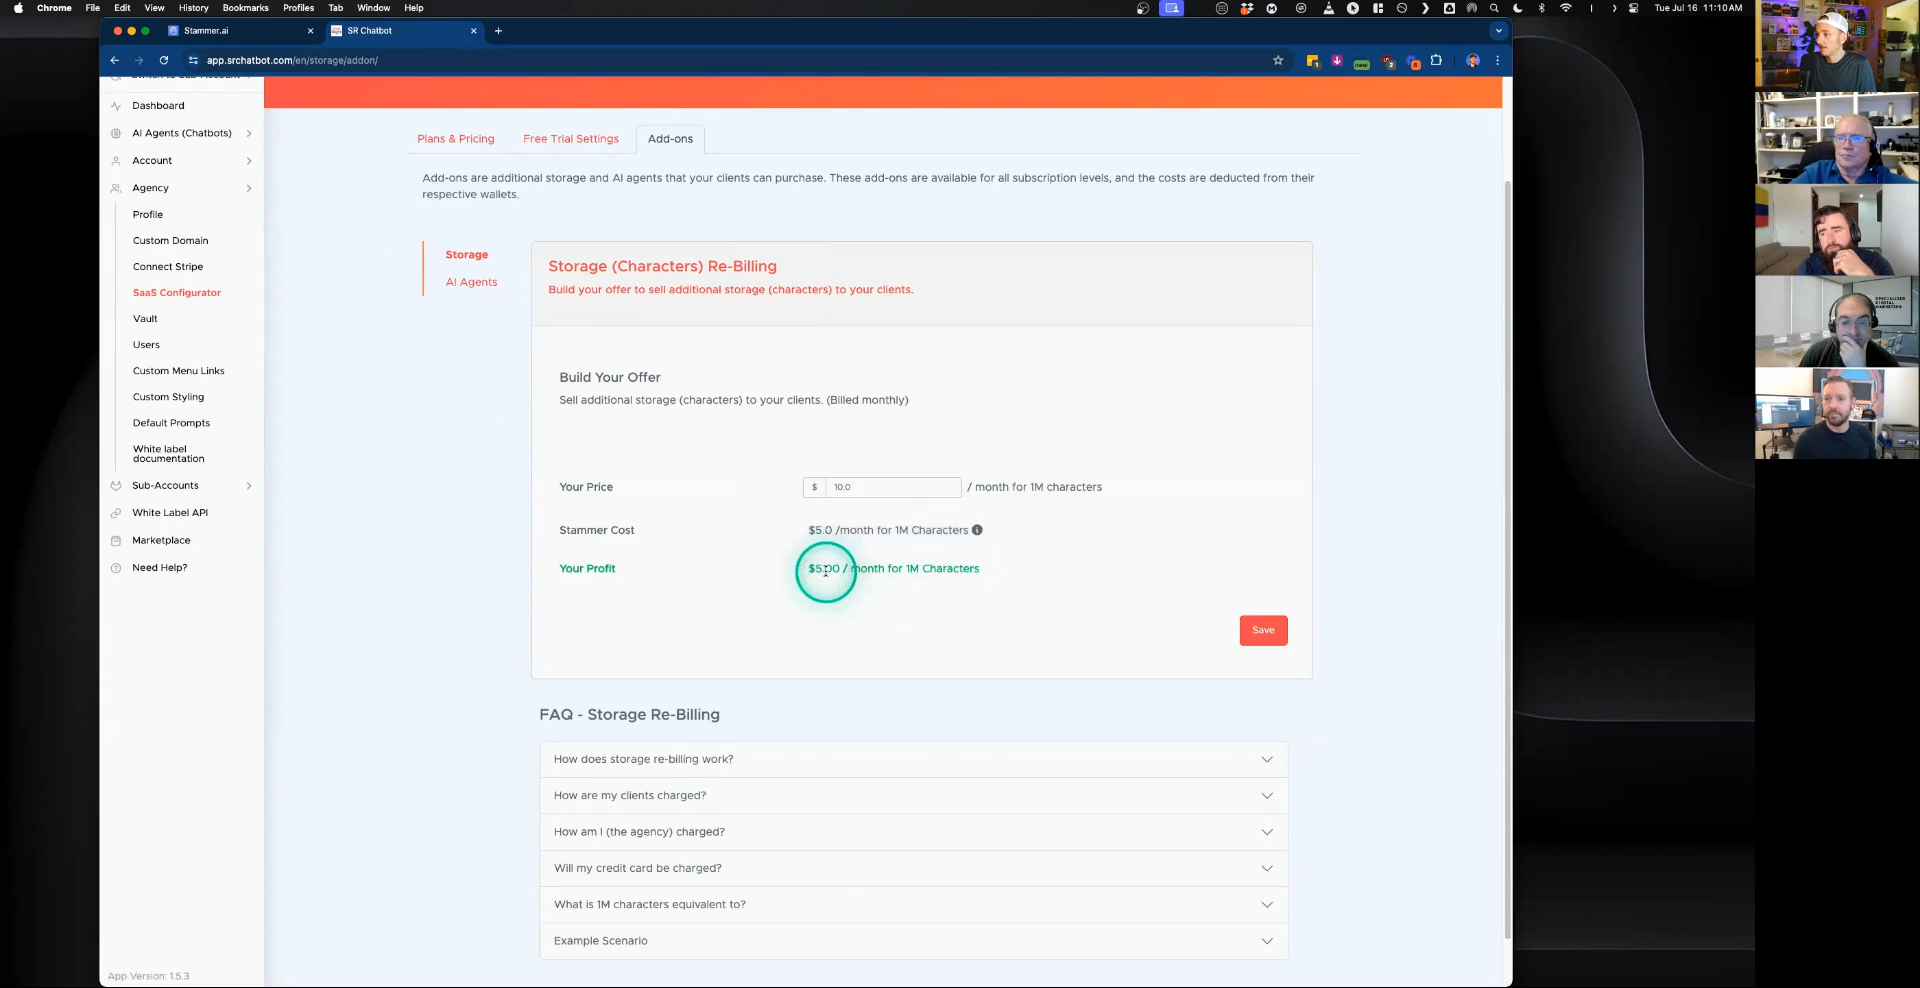 Chrome File Edit View History Bookmarks Profiles Tab Window Help
Tue Jul 16 11:10 AM
Stammer.ai
SR Chatbot
app.srchatbot.com/en/storage/addon/
Dashboard
AI Agents (Chatbots)
Account
Agency
Profile
Custom Domain
Connect Stripe
SaaS Configurator
Vault
Users
Custom Menu Links
Custom Styling
Default Prompts
White label
documentation
Sub-Accounts
White Label API
Marketplace
Need Help?
App Version: 1.5.3
Plans & Pricing
Free Trial Settings
Add-ons
Add-ons are additional storage and AI agents that your clients can purchase. These add-ons are available for all subscription levels, and the costs are deducted from their
respective wallets.
Storage
AI Agents
Storage (Characters) Re-Billing
Build your offer to sell additional storage (characters) to your clients.
Build Your Offer
Sell additional storage (characters) to your clients. (Billed monthly)
Your Price
$ 10.0 / month for 1M characters
Stammer Cost
$5.0 /month for 1M Characters
Your Profit
$5.00 / month for 1M Characters
Save
FAQ - Storage Re-Billing
How does storage re-billing work?
How are my clients charged?
How am I (the agency) charged?
Will my credit card be charged?
What is 1M characters equivalent to?
Example Scenario
SPECIALIZED
DIGITAL
MARKETING